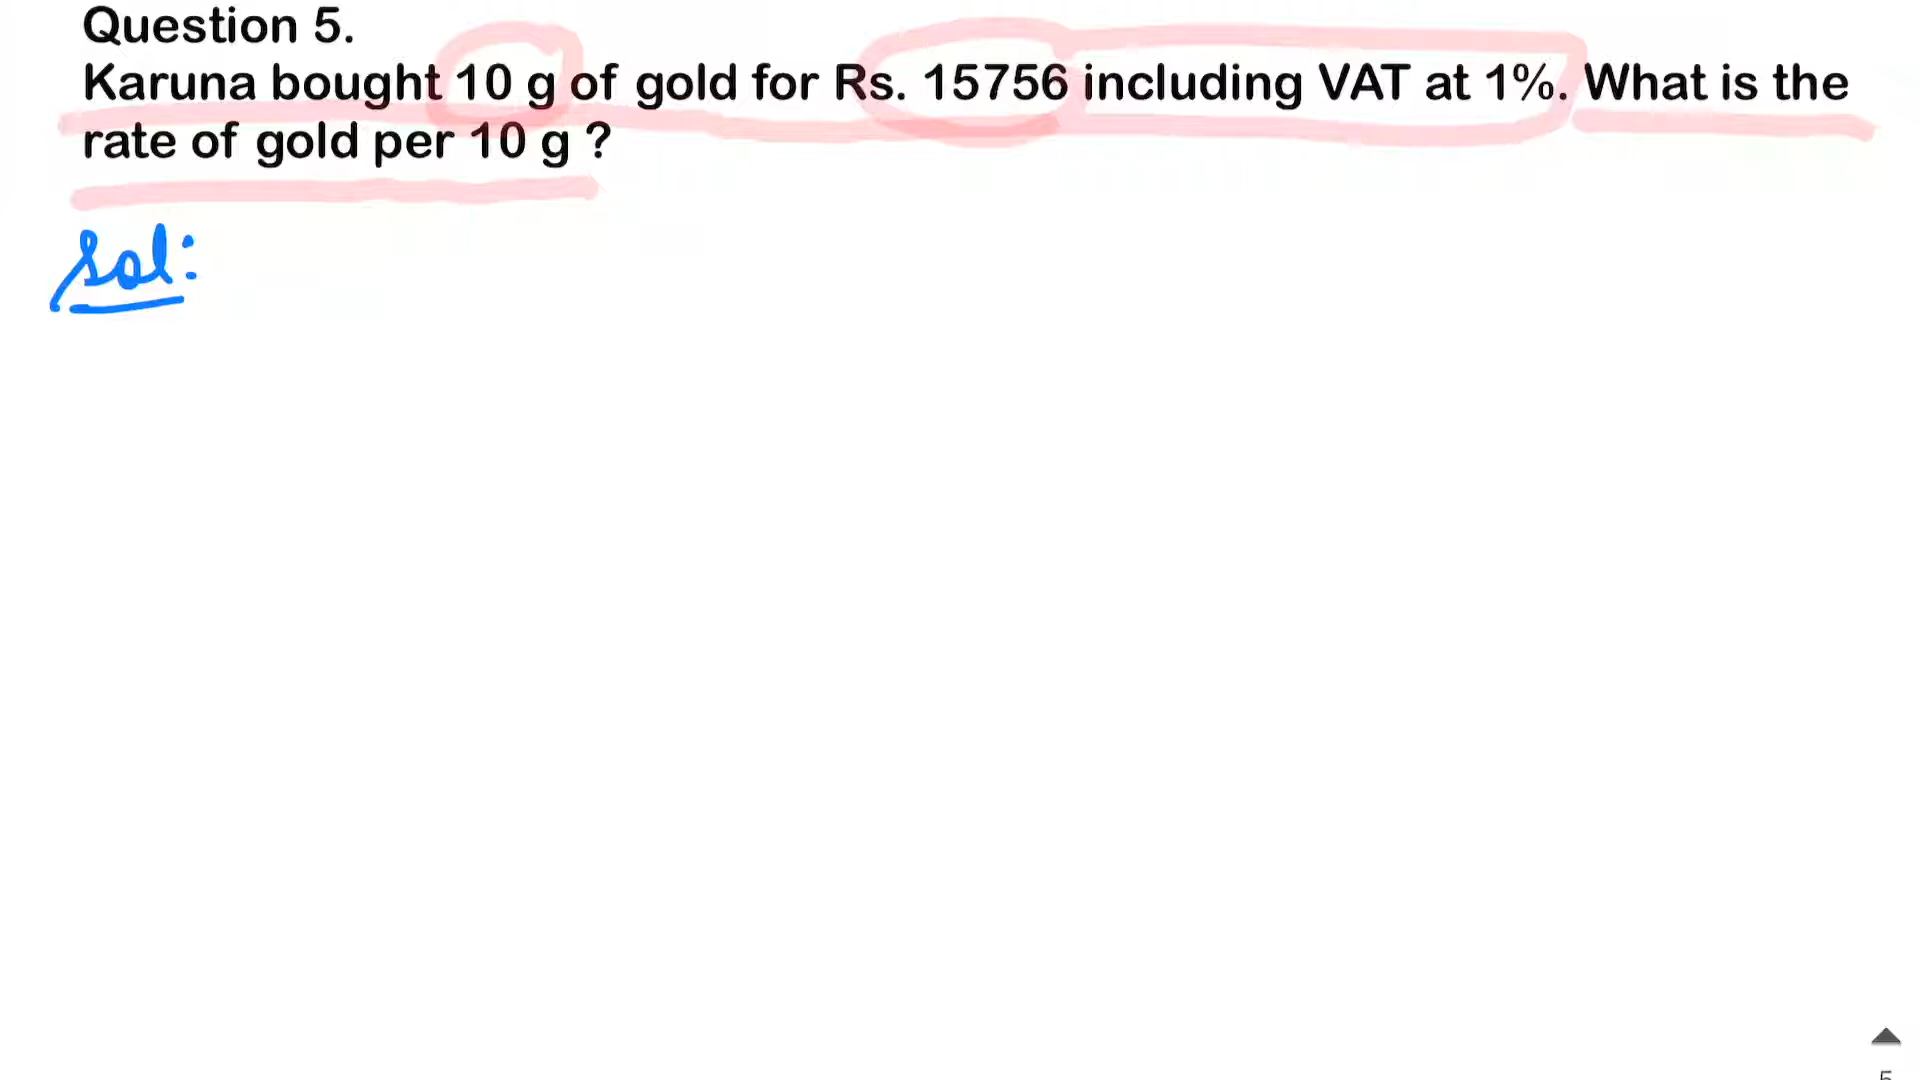 Question 5.
Karuna bought 10 g of gold for Rs. 15756 including VAT at 1%. What is the
rate of gold per 10 g ?
Sol: